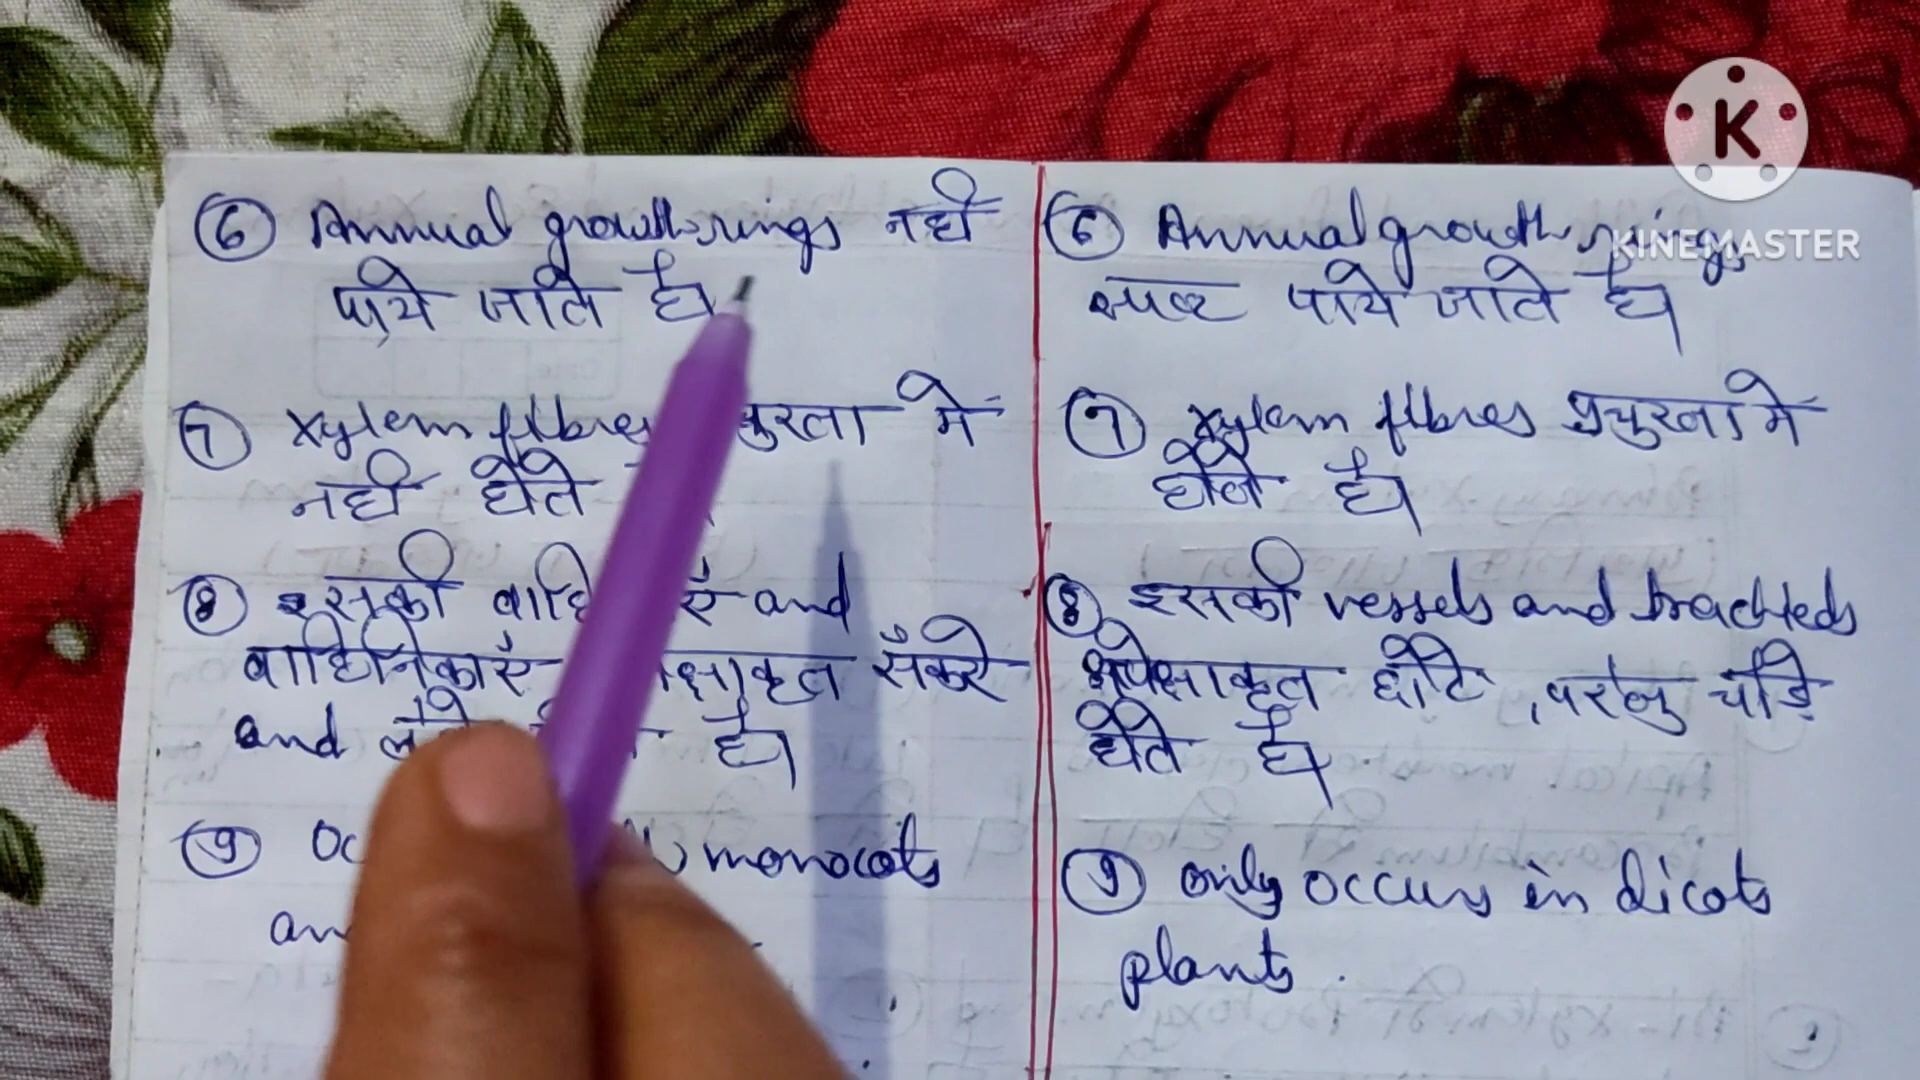 K
KINEMASTER
⑥ Annual growth rings नही
पाये जाते है।
⑦ xylem fibres में
नही होते
⑧ इसकी and
वाहिनिकाएँ सँकरे
and है।
⑨ monocots
⑥ Annual growth rings
स्पष्ट पाये जाते है।
⑦ xylem fibres प्रचुरता में
होते है।
⑧ इसकी vessels and tracheids
अपेक्षाकृत छोटे, परन्तु चौड़े
होते है।
⑨ only occurs in dicots
plants.